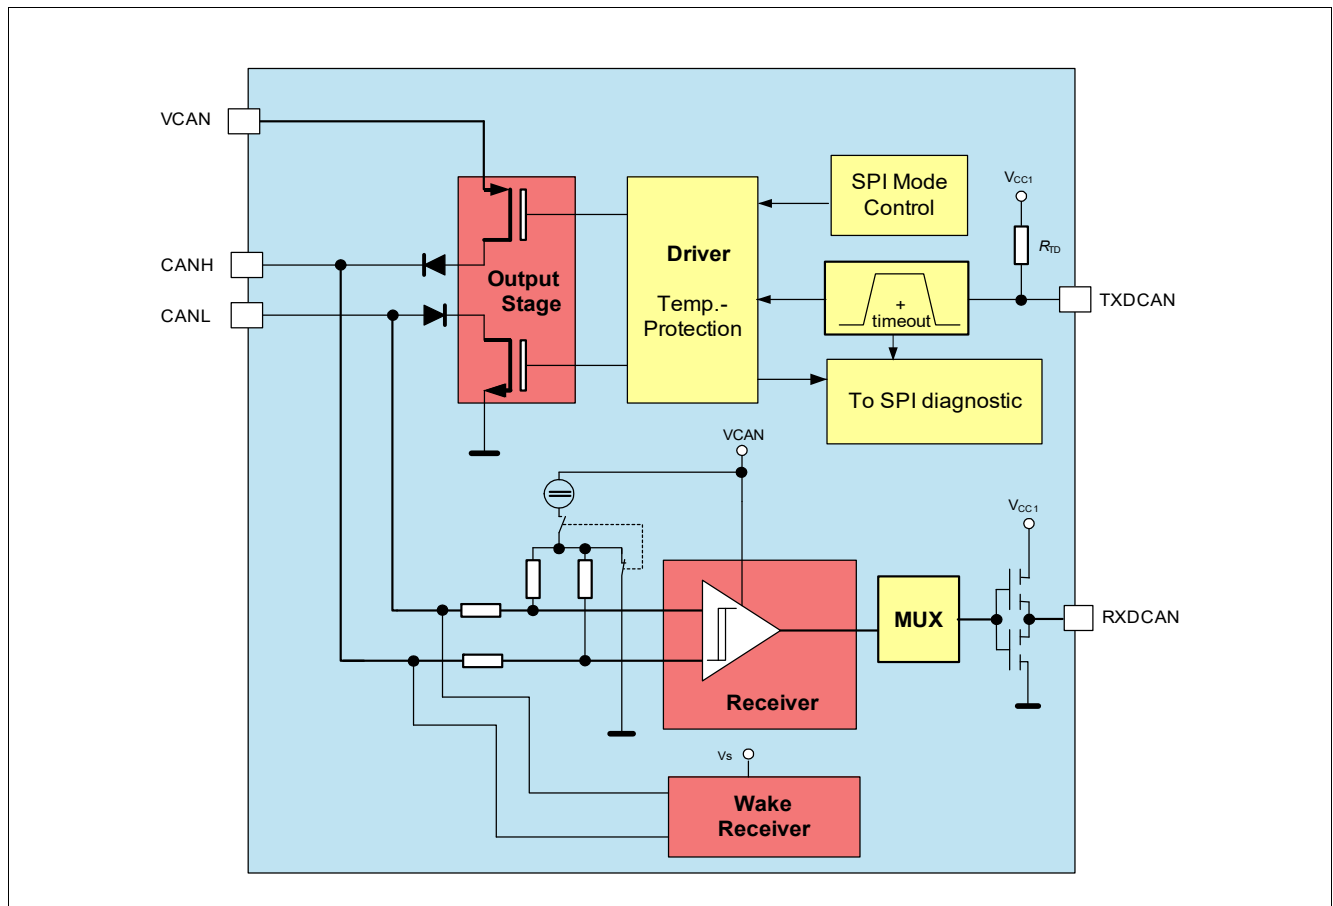 VCAN
SPI Mode
Control
VCC1
RTD
CANH
CANL
Output
Stage
Driver
Temp.-
Protection
+
timeout
TXDCAN
To SPI diagnostic
VCAN
VCC1
MUX
RXDCAN
Receiver
Vs
Wake
Receiver